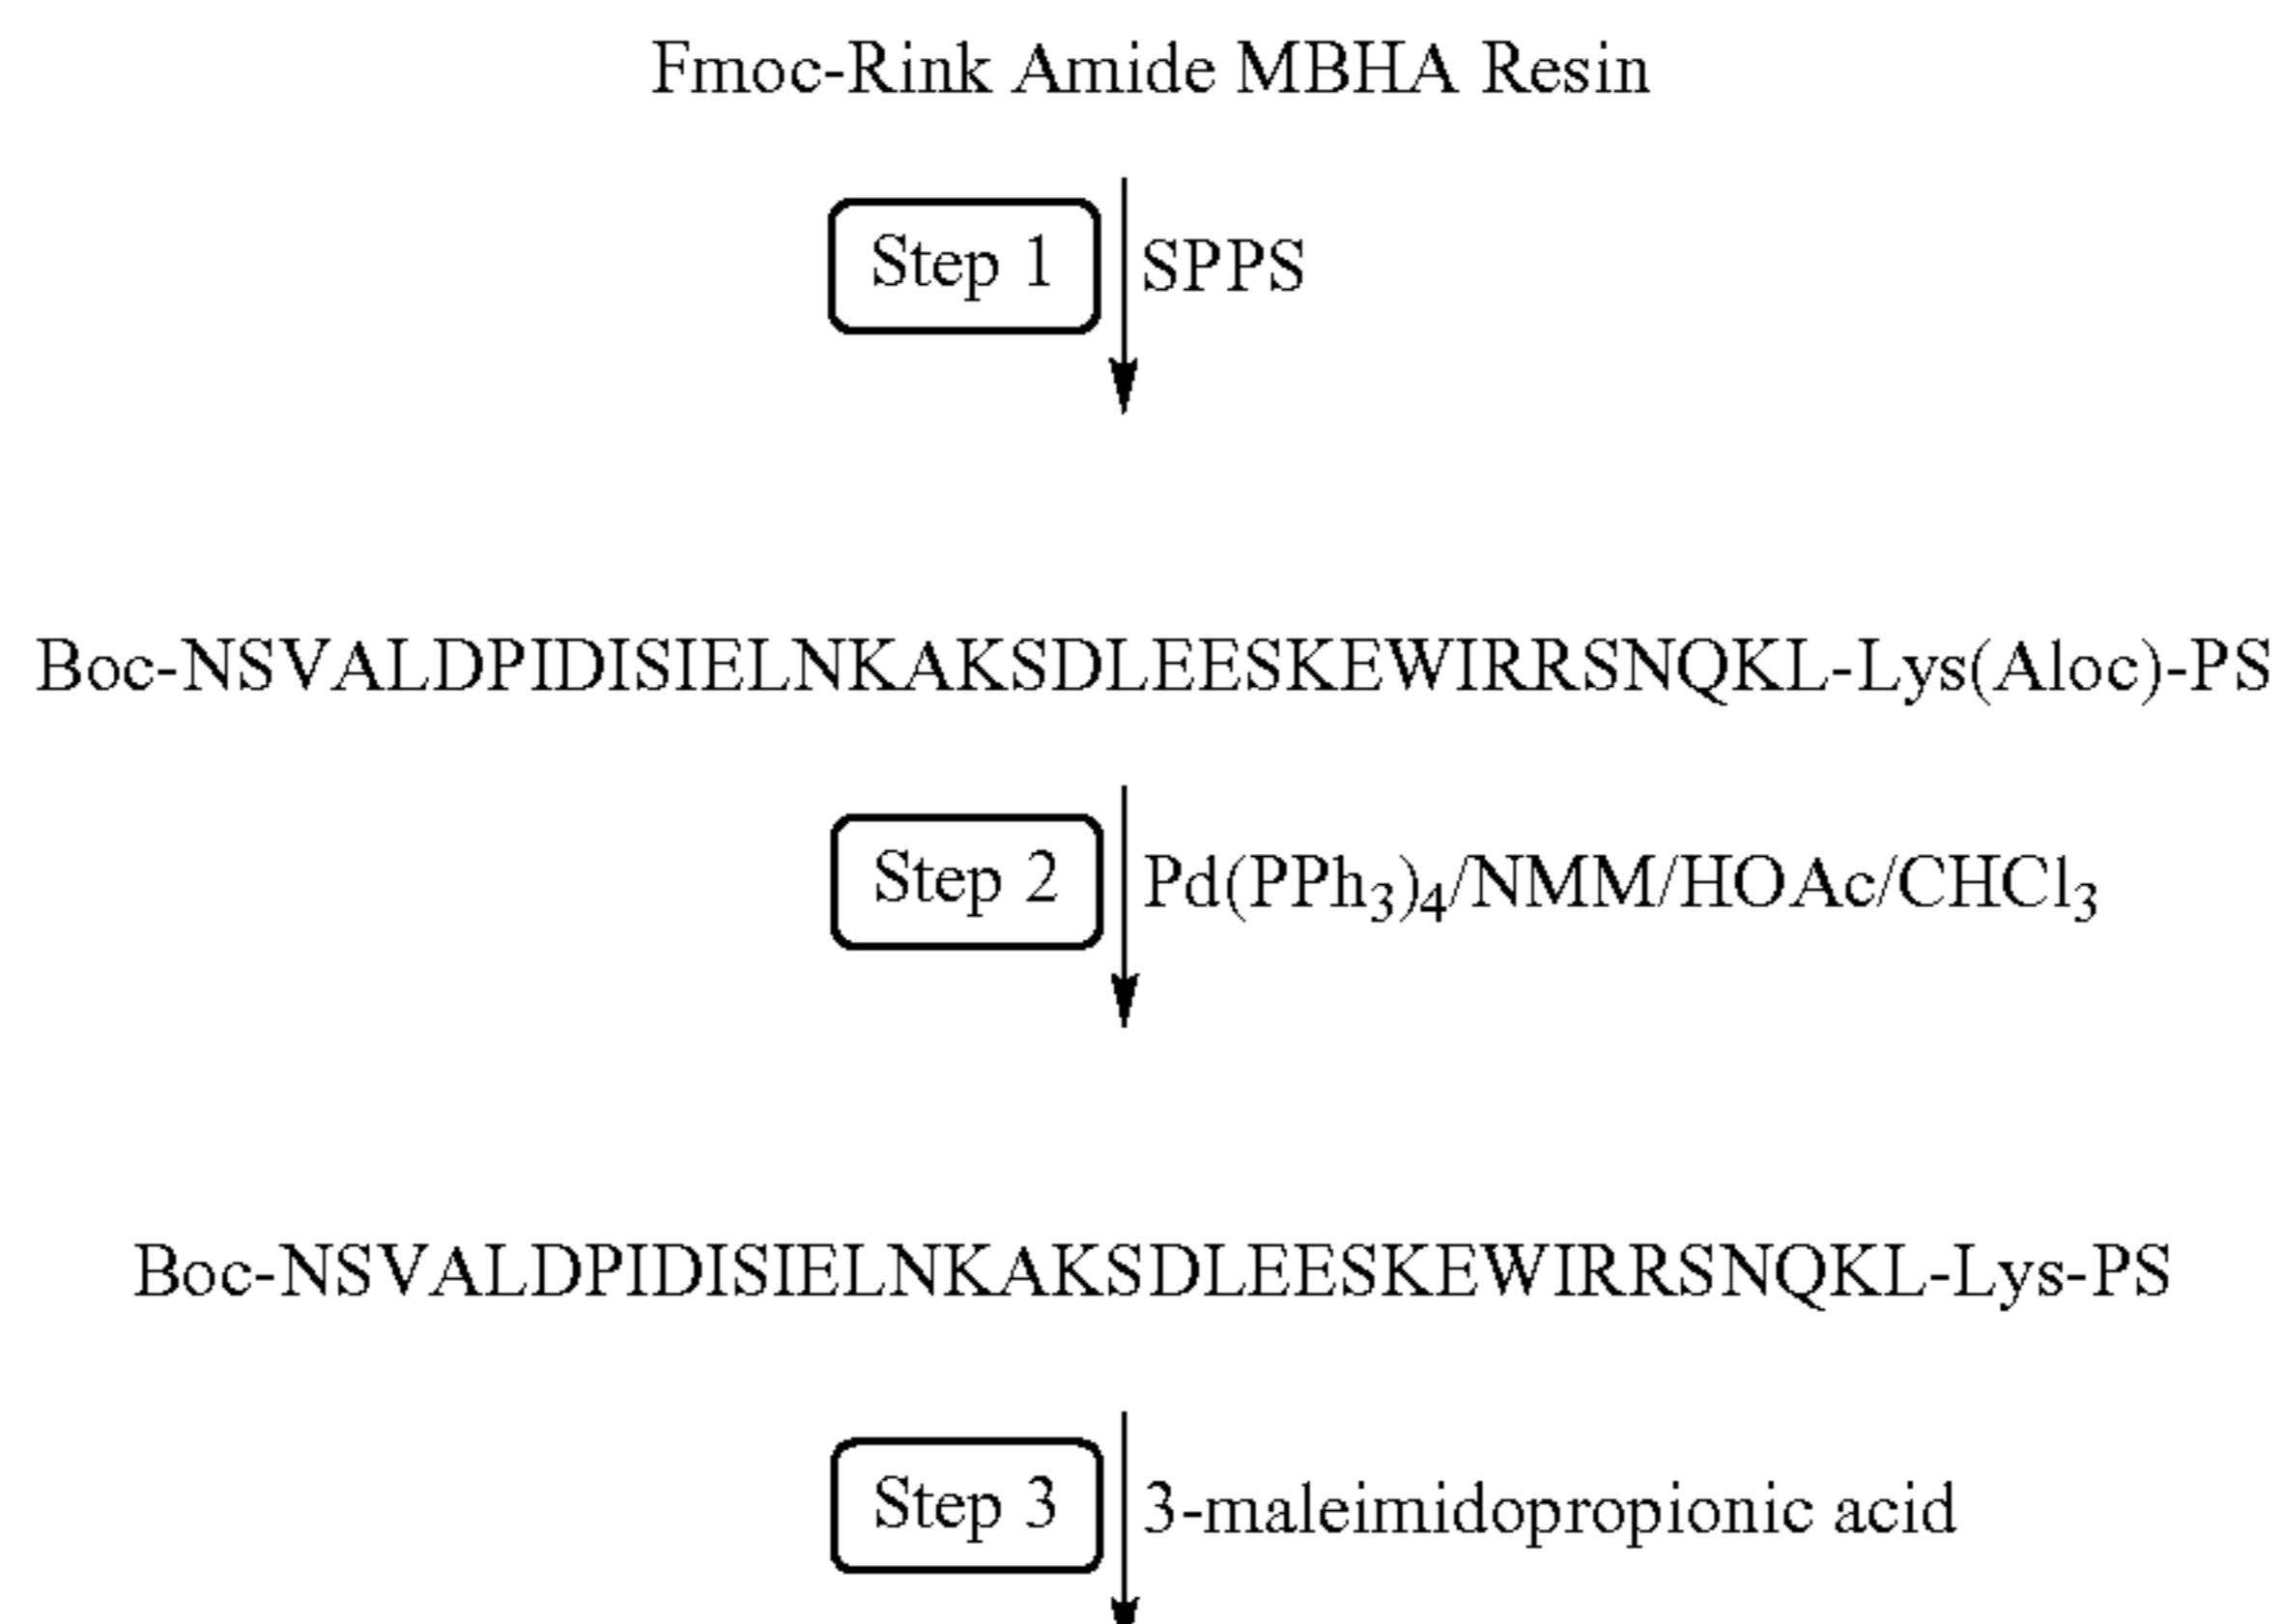 Fmoc-Rink Amide MBHA Resin
Step 1 SPPS
Boc-NSVALDPIDISIELNKAKSDLEESKEWIRRSNQKL-Lys(Aloc)-PS
Step 2 Pd(PPh3)4/NMM/HOAc/CHCl3
Boc-NSVALDPIDISIELNKAKSDLEESKEWIRRSNQKL-Lys-PS
Step 3 3-maleimidopropionic acid